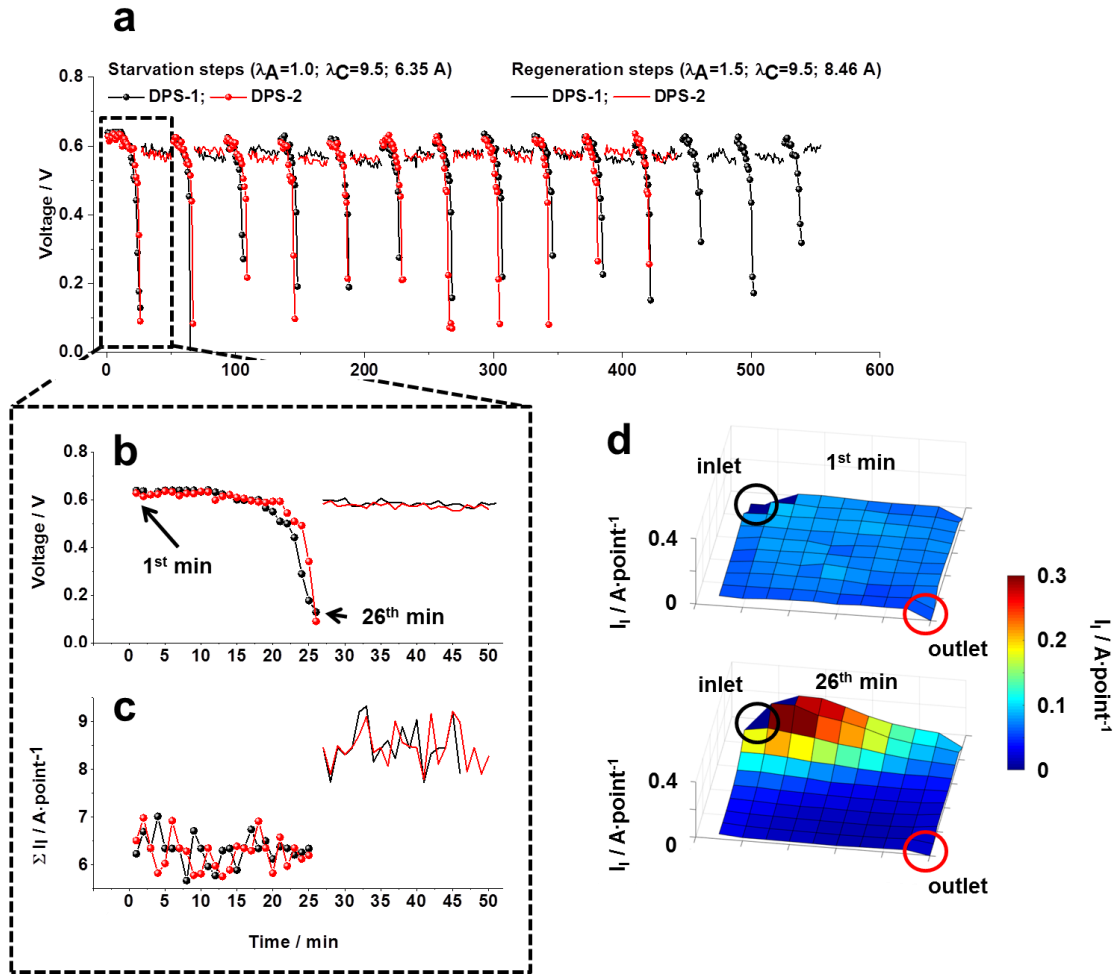 a
Starvation steps (λA=1.0; λC=9.5; 6.35 A)
DPS-1; DPS-2
Regeneration steps (λA=1.5; λC=9.5; 8.46 A)
DPS-1; DPS-2
Voltage / V
0.8
0.6
0.4
0.2
0.0
0 100 200 300 400 500 600
b
Voltage / V
0.8
0.6
0.4
0.2
0.0
1st min
26th min
0 5 10 15 20 25 30 35 40 45 50
c
Σ II / A·point-1
9
8
7
6
0 5 10 15 20 25 30 35 40 45 50
Time / min
d
inlet
1st min
0.4
0
II / A·point-1
outlet
inlet
26th min
0.4
0
II / A·point-1
outlet
0.3
0.2
0.1
0
II / A·point-1